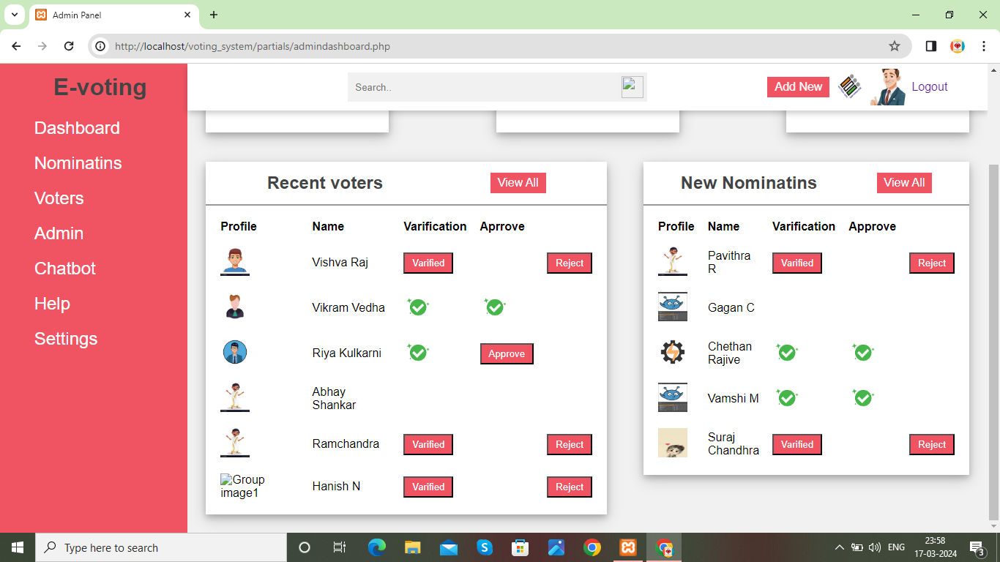 Admin Panel
http://localhost/voting_system/partials/admindashboard.php
E-voting
Search..
Add New
Logout
Dashboard
Nominatins
Voters
Admin
Chatbot
Help
Settings
Recent voters
View All
Profile Name Varification Aprrove
Vishva Raj Varified Reject
Vikram Vedha
Riya Kulkarni Approve
Abhay
Shankar
Ramchandra Varified Reject
Group
image1
Hanish N Varified Reject
New Nominatins
View All
Profile Name Varification Approve
Pavithra
R
Varified Reject
Gagan C
Chethan
Rajive
Vamshi M
Suraj
Chandhra
Varified Reject
Type here to search
ENG
23:58
17-03-2024
3